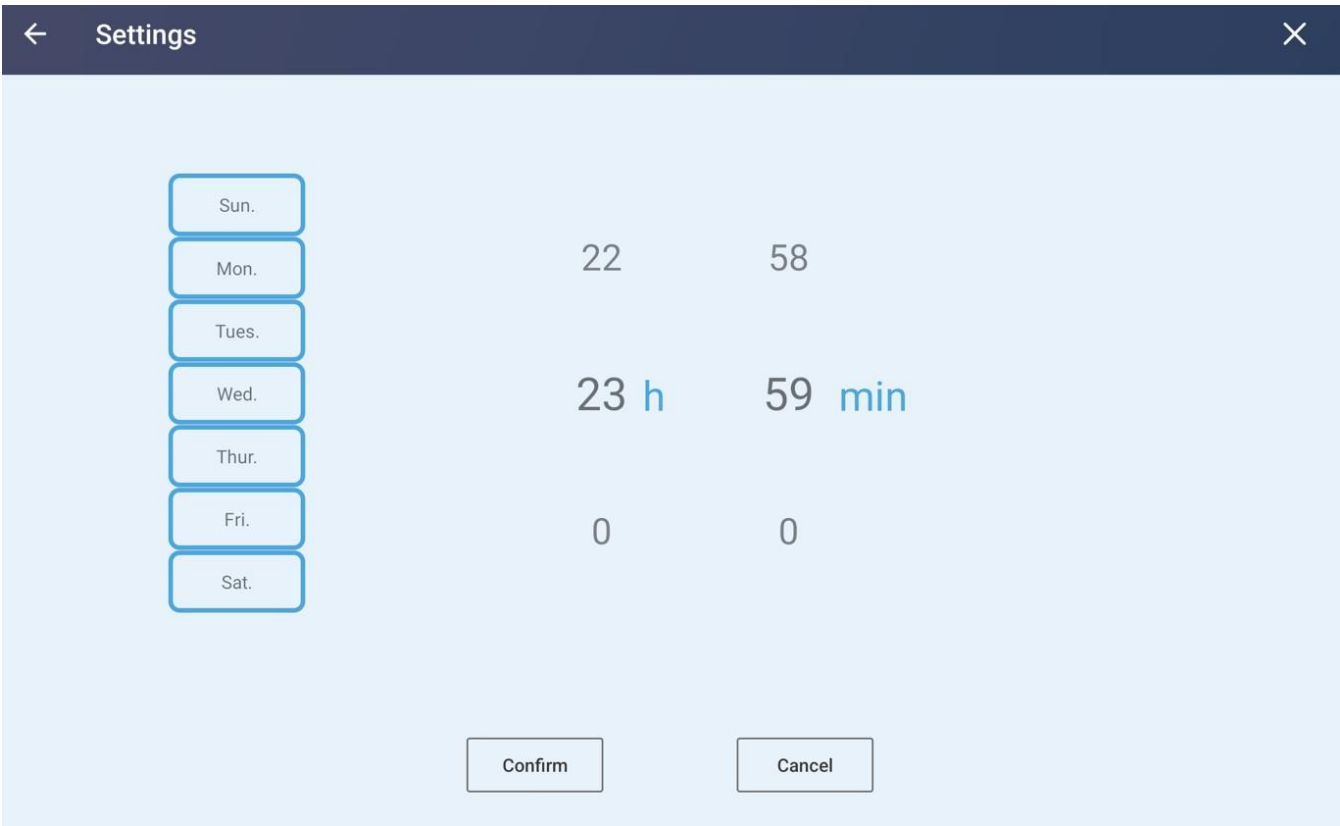 Settings
Sun.
Mon.
Tues.
Wed.
Thur.
Fri.
Sat.
22 58
23 h 59 min
0 0
Confirm Cancel